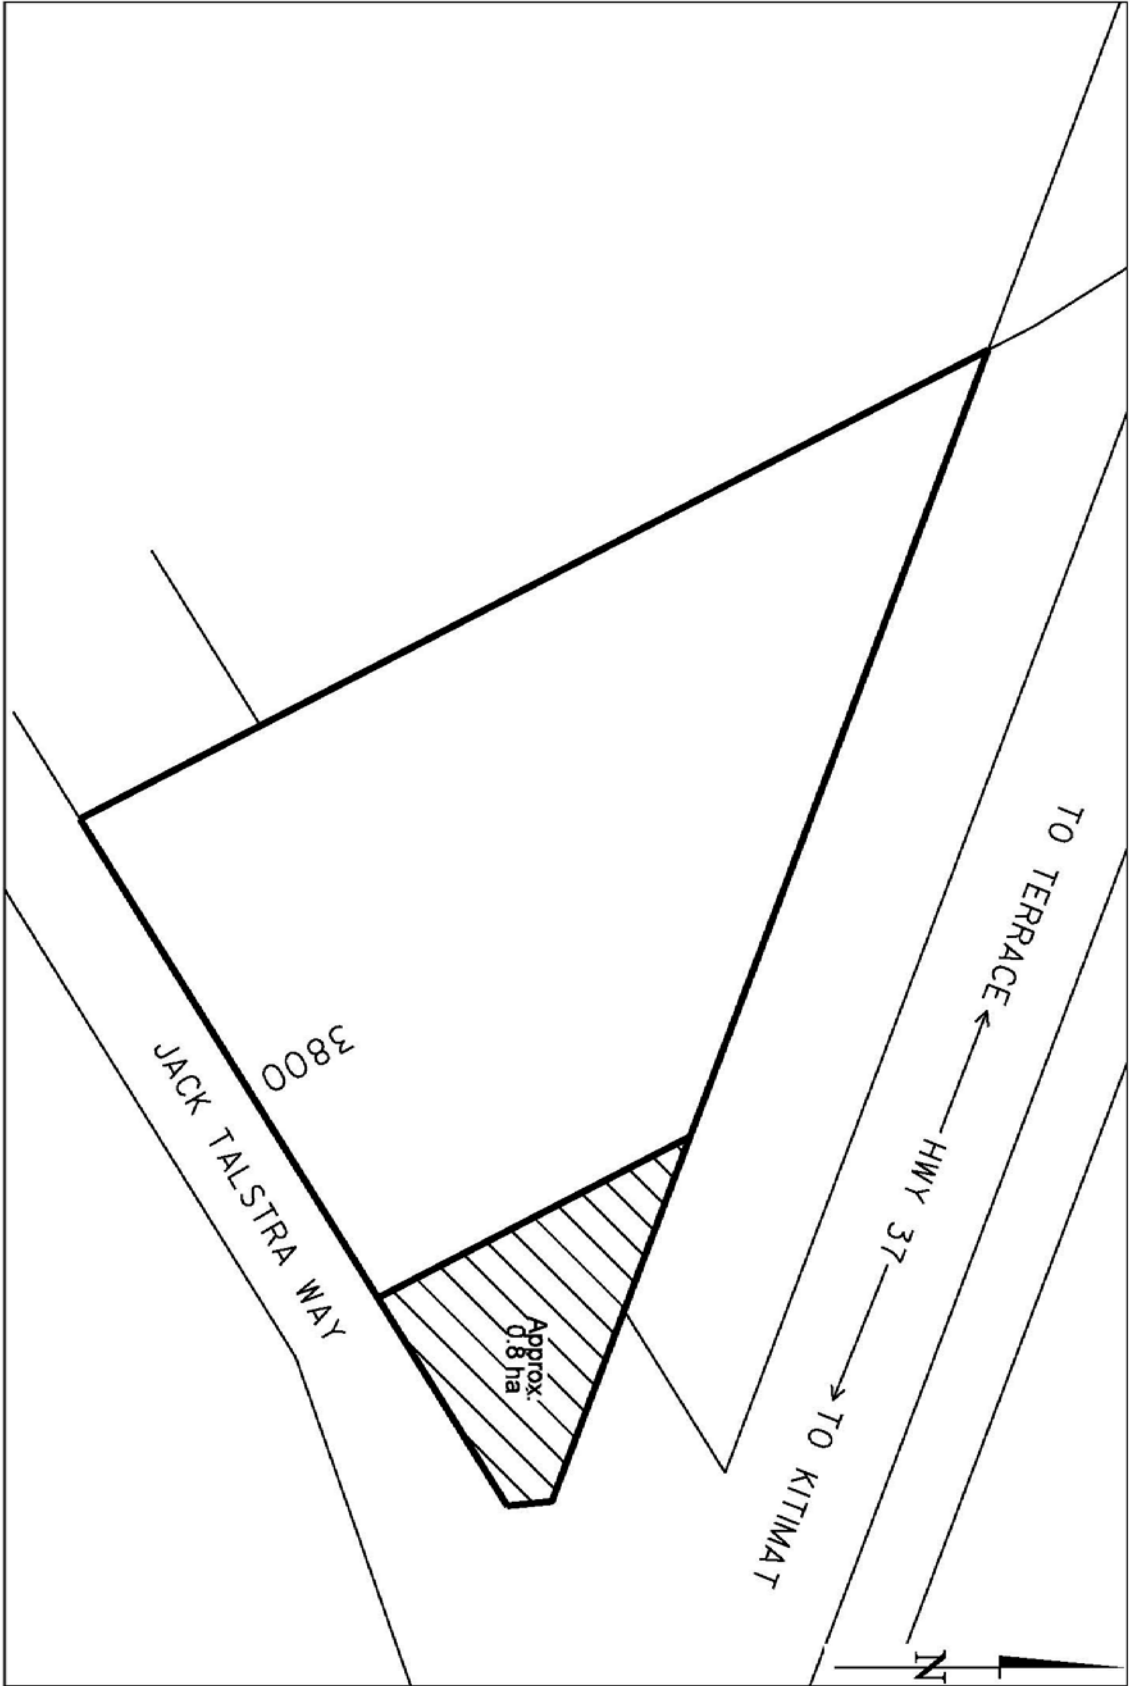 TO TERRACE
HWY 37
TO KITIMAT
3800
JACK TALSTRA WAY
Approx.
0.8 ha
N